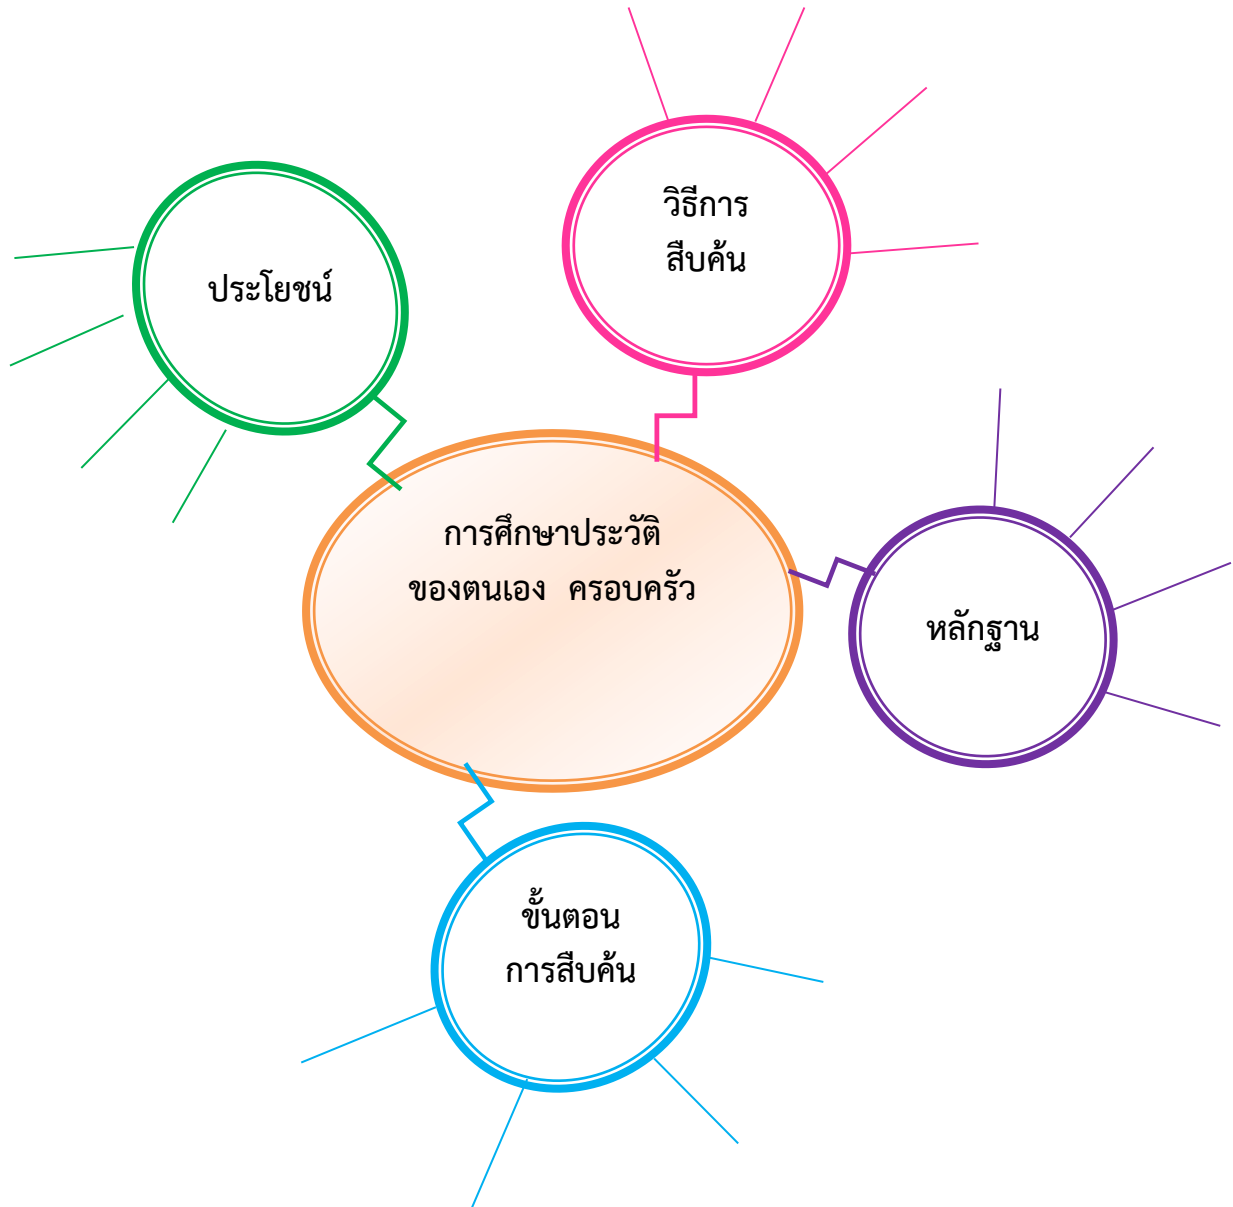 วิธีการ
สืบค้น
ประโยชน์
การศึกษาประวัติ
ของตนเอง ครอบครัว
หลักฐาน
ขั้นตอน
การสืบค้น